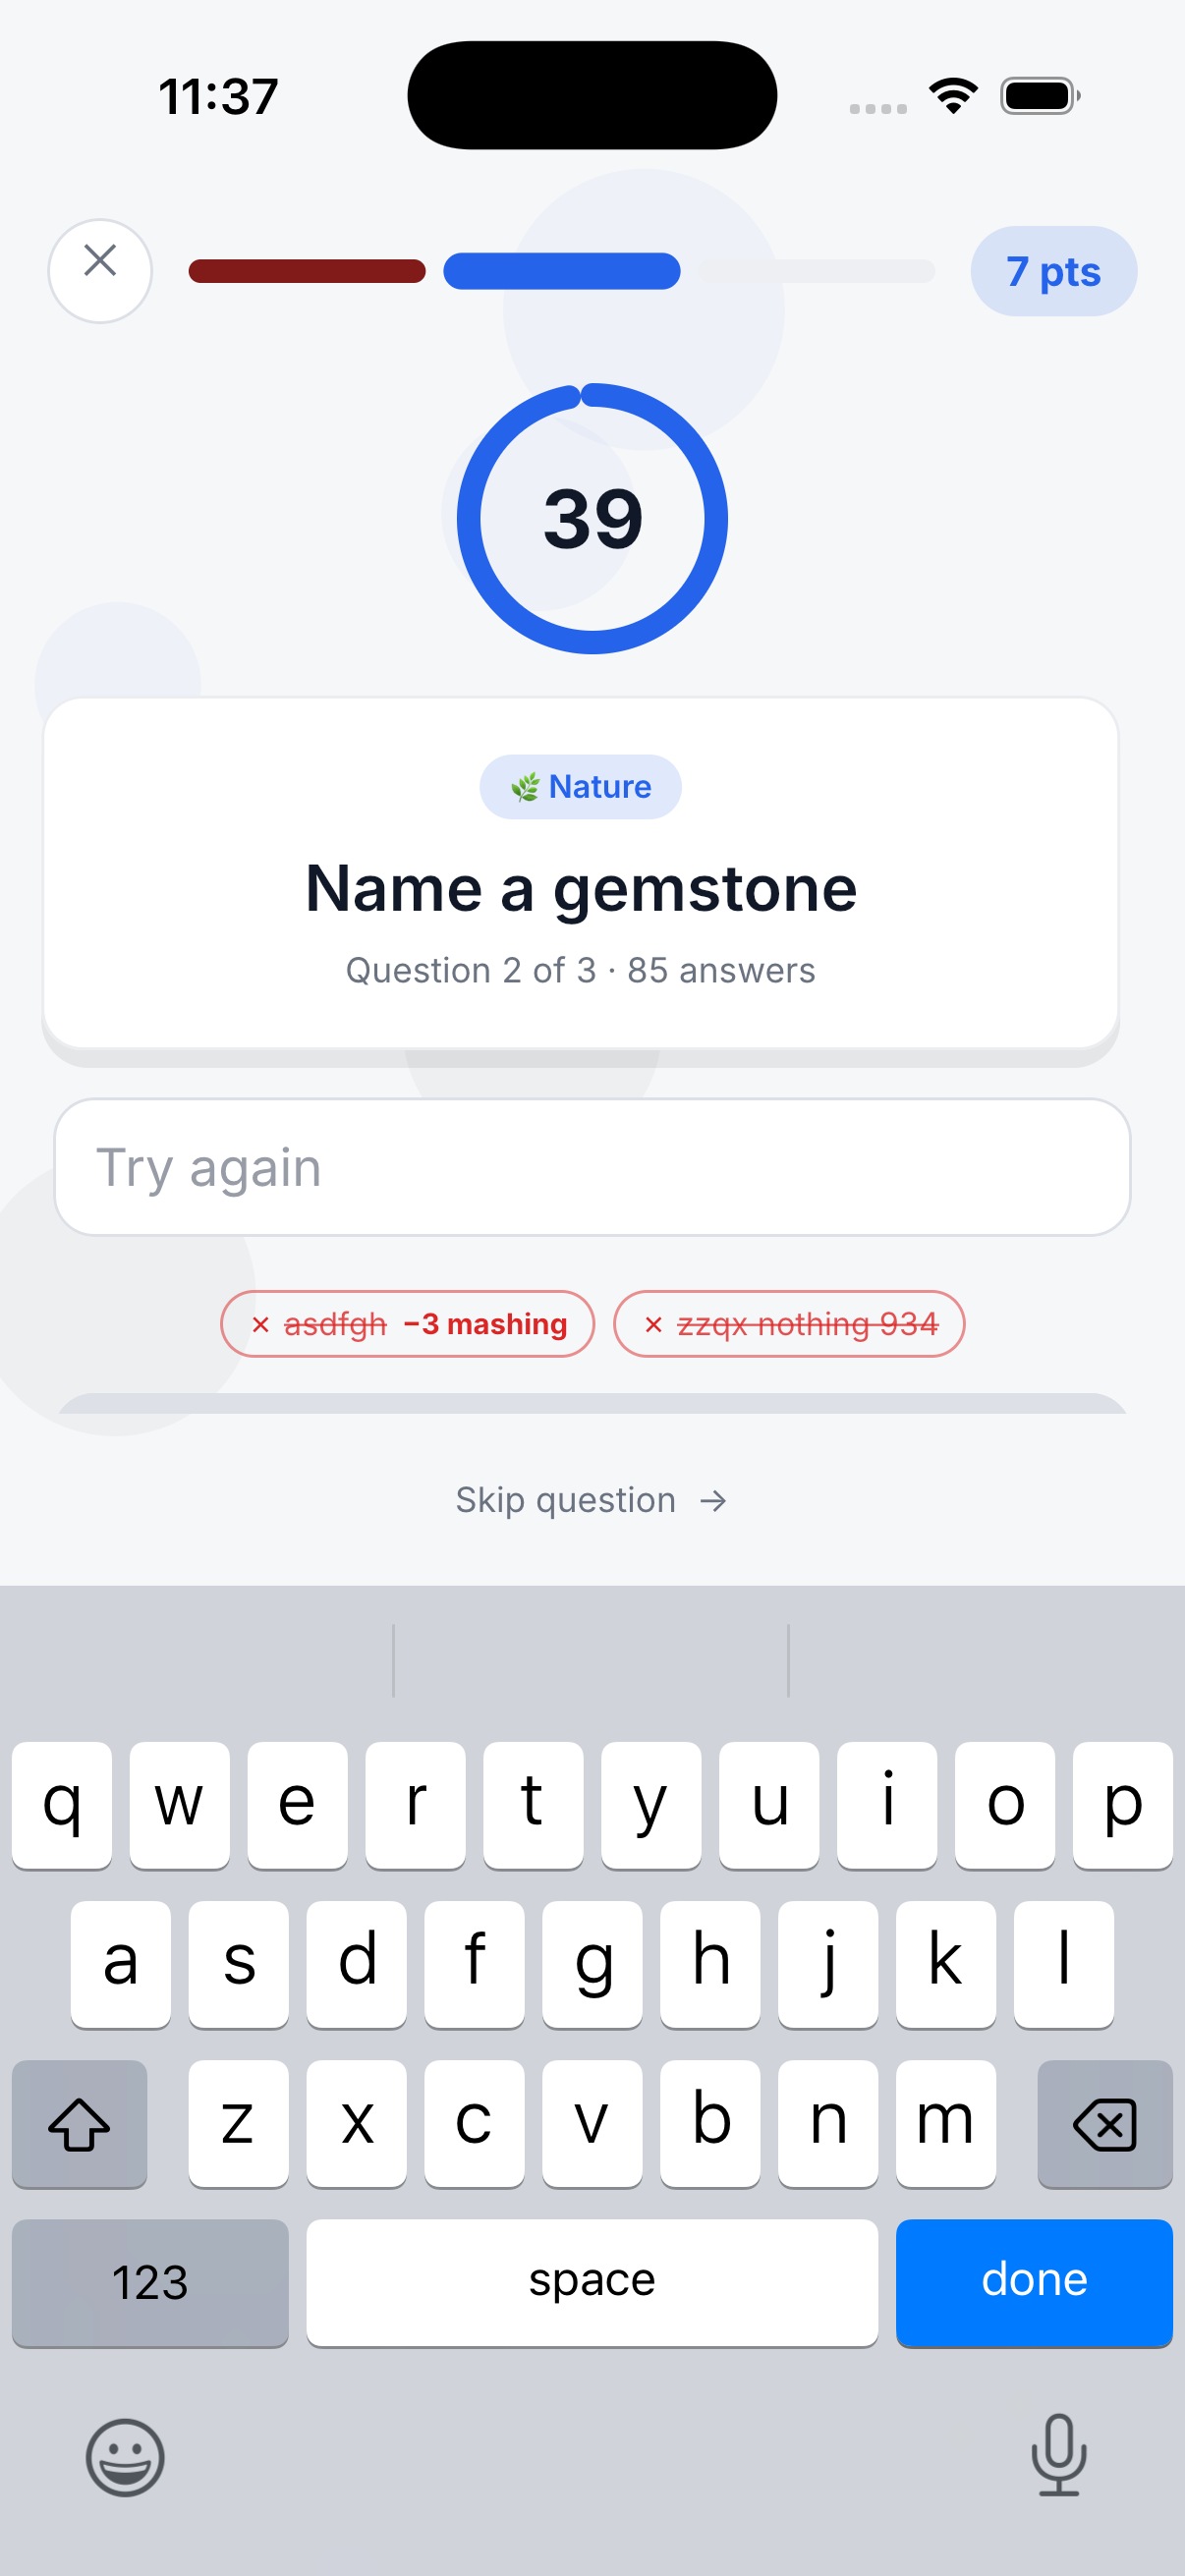 11:37
7 pts
39
🌿 Nature
Name a gemstone
Question 2 of 3 · 85 answers
Try again
× asdfgh −3 mashing × zzqx nothing 934
Skip question →
q w e r t y u i o p
a s d f g h j k l
z x c v b n m
123 space done